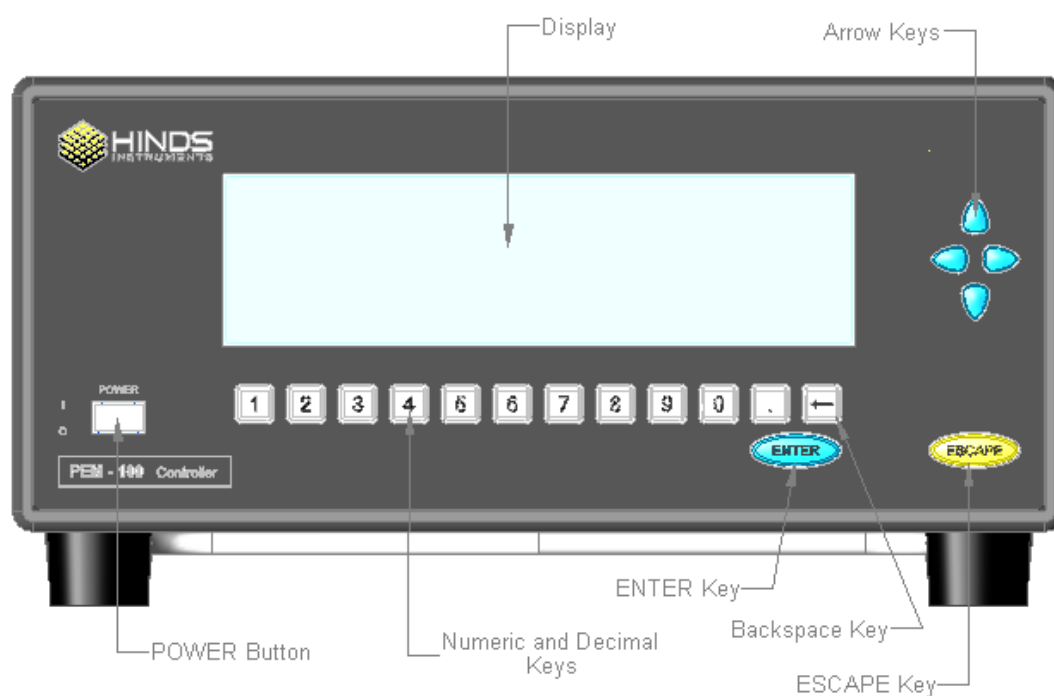 Display
Arrow Keys
HINDS
INSTRUMENTS
POWER
I
O
1 2 3 4 5 6 7 8 9 0 . ←
ENTER
ESCAPE
PEM - 100 Controller
ENTER Key
Backspace Key
POWER Button
Numeric and Decimal
Keys
ESCAPE Key